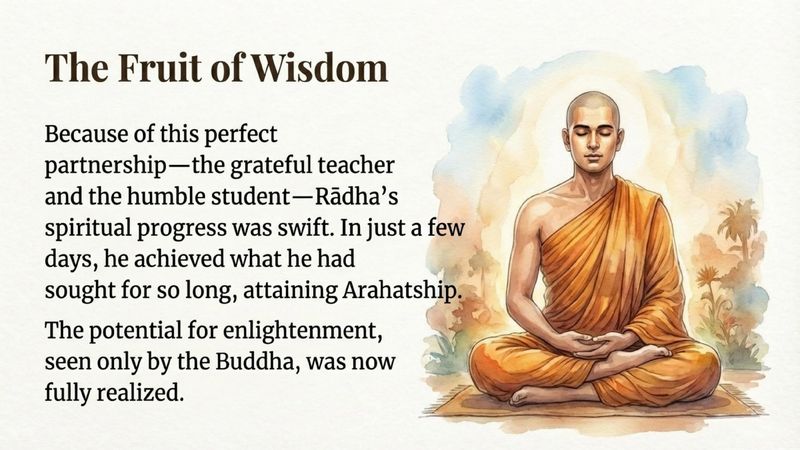 The Fruit of Wisdom
Because of this perfect
partnership—the grateful teacher
and the humble student—Rādha’s
spiritual progress was swift. In just a few
days, he achieved what he had
sought for so long, attaining Arahatship.
The potential for enlightenment,
seen only by the Buddha, was now
fully realized.